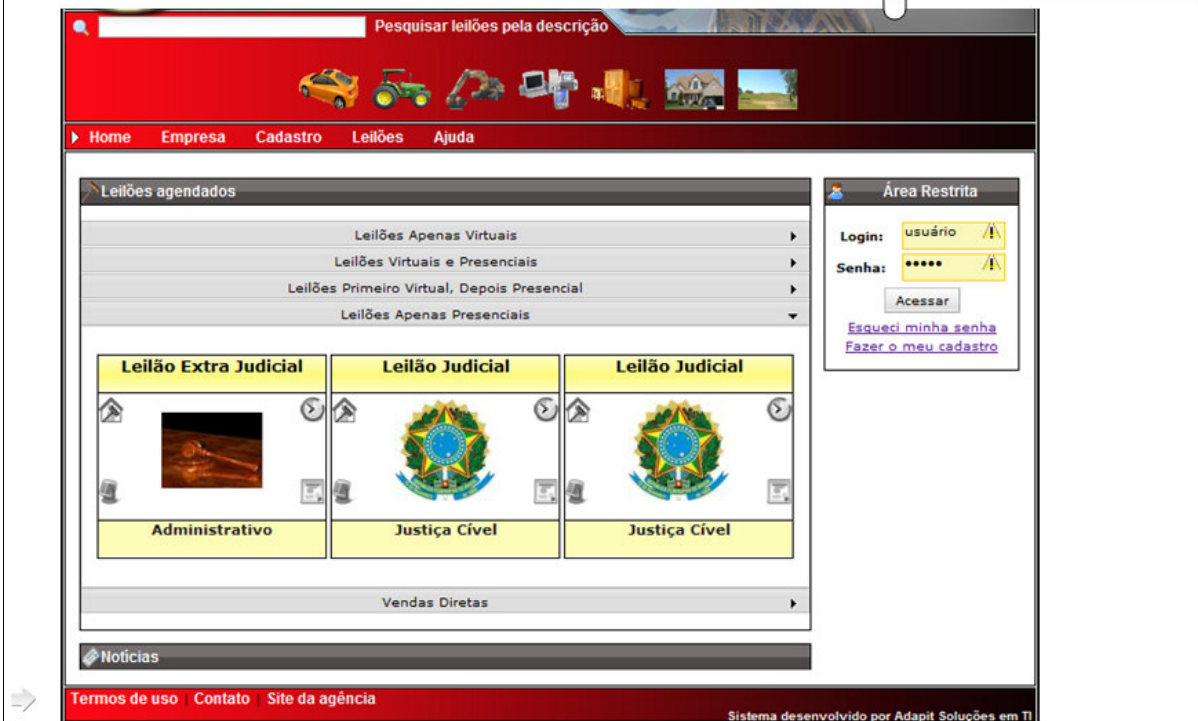 Pesquisar leilões pela descrição
Home Empresa Cadastro Leilões Ajuda
Leilões agendados
Leilões Apenas Virtuais
Leilões Virtuais e Presenciais
Leilões Primeiro Virtual, Depois Presencial
Leilões Apenas Presenciais
Leilão Extra Judicial
Administrativo
Leilão Judicial
Justiça Cível
Leilão Judicial
Justiça Cível
Vendas Diretas
Notícias
Área Restrita
Login: usuário
Senha: •••••
Acessar
Esqueci minha senha
Fazer o meu cadastro
Termos de uso | Contato | Site da agência
Sistema desenvolvido por Adapit Soluções em TI